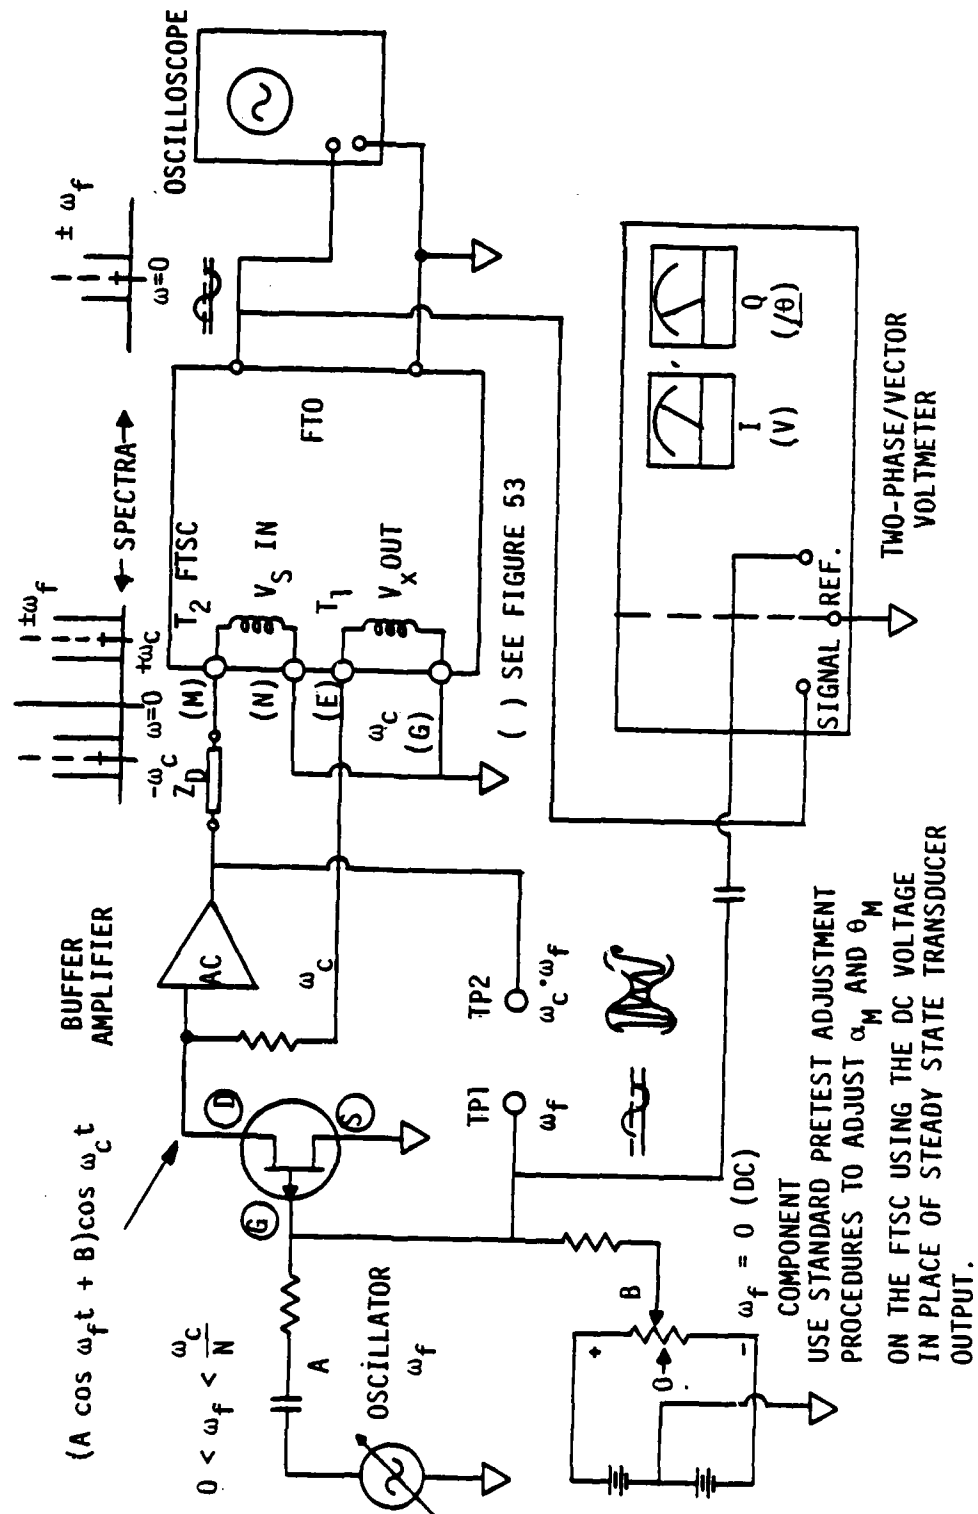 (A cos ω_f t + B)cos ω_c t
0 < ω_f < ω_c/N
A
OSCILLATOR
ω_f
G
D
S
BUFFER
AMPLIFIER
AC
ω_c
Z_D
-ω_c
ω=0
+ω_c
±ω_f
← SPECTRA →
± ω_f
ω=0
OSCILLOSCOPE
(M)
(N)
(E)
(G)
ω_c
T_2 FTSC
V_S IN
T_1
V_x OUT
FTO
( ) SEE FIGURE 53
TP1
ω_f
TP2
ω_c·ω_f
B
+
0
-
ω_f = 0 (DC)
COMPONENT
USE STANDARD PRETEST ADJUSTMENT
PROCEDURES TO ADJUST α_M AND θ_M
ON THE FTSC USING THE DC VOLTAGE
IN PLACE OF STEADY STATE TRANSDUCER
OUTPUT.
SIGNAL
REF.
I
(V)
Q
(/θ)
TWO-PHASE/VECTOR
VOLTMETER